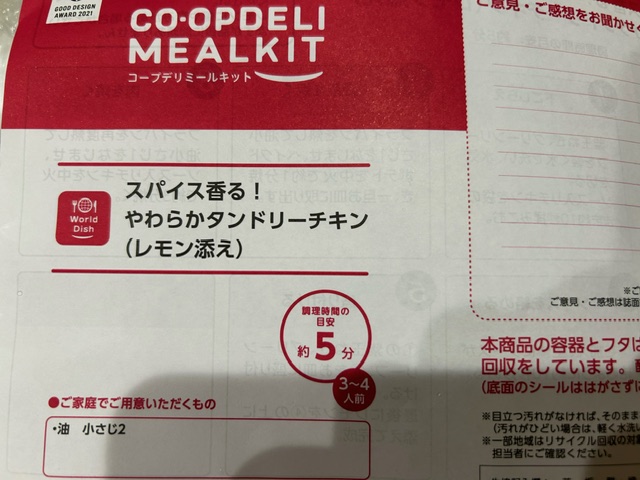 GOOD DESIGN
AWARD 2021
CO·OPDELI
MEALKIT
コープデリミールキット
ご意見・ご感想をお聞かせく
World
Dish
スパイス香る！
やわらかタンドリーチキン
（レモン添え）
調理時間の
目安
約5分
3~4
人前
●ご家庭でご用意いただくもの
・油 小さじ2
※ご
ご意見・ご感想は誌面
本商品の容器とフタは
回収をしています。
(底面のシールははがさずに
※目立つ汚れがなければ、そのまま
(汚れがひどい場合は、軽く水洗い
※一部地域はリサイクル回収の対象
担当者にご確認ください。